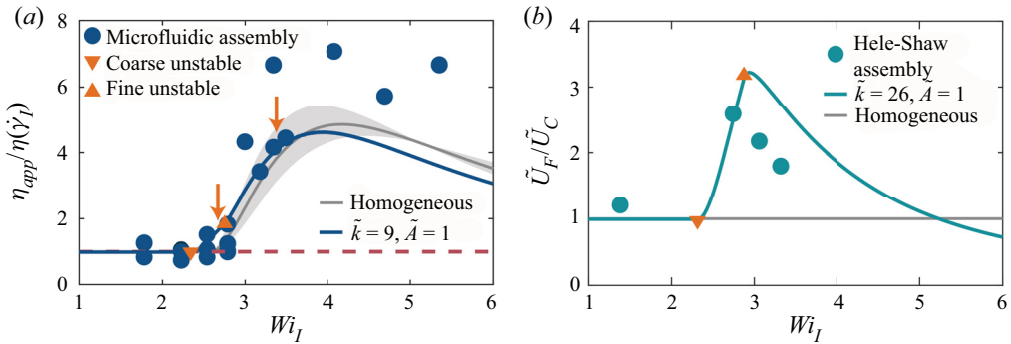 (a)
8
Microfluidic assembly
Coarse unstable
Fine unstable
6
4
2
0
η_app/η(γ̇_I)
Homogeneous
k̃ = 9, Ã = 1
1 2 3 4 5 6
Wi_I
(b)
4
Hele-Shaw
assembly
k̃ = 26, Ã = 1
Homogeneous
3
2
1
0
Ũ_F/Ũ_C
1 2 3 4 5 6
Wi_I